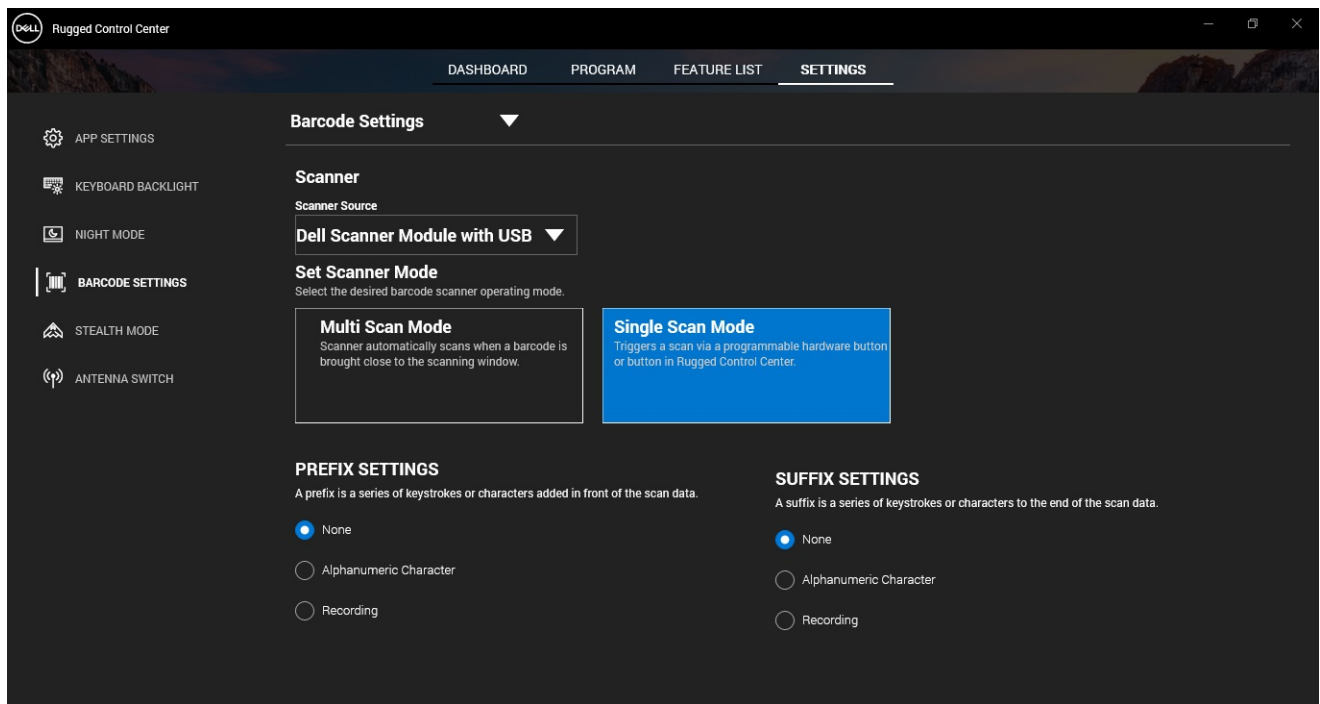 DELL
Rugged Control Center
DASHBOARD
PROGRAM
FEATURE LIST
SETTINGS
APP SETTINGS
KEYBOARD BACKLIGHT
NIGHT MODE
BARCODE SETTINGS
STEALTH MODE
ANTENNA SWITCH
Barcode Settings
Scanner
Scanner Source
Dell Scanner Module with USB
Set Scanner Mode
Select the desired barcode scanner operating mode.
Multi Scan Mode
Scanner automatically scans when a barcode is
brought close to the scanning window.
Single Scan Mode
Triggers a scan via a programmable hardware button
or button in Rugged Control Center.
PREFIX SETTINGS
A prefix is a series of keystrokes or characters added in front of the scan data.
None
Alphanumeric Character
Recording
SUFFIX SETTINGS
A suffix is a series of keystrokes or characters to the end of the scan data.
None
Alphanumeric Character
Recording